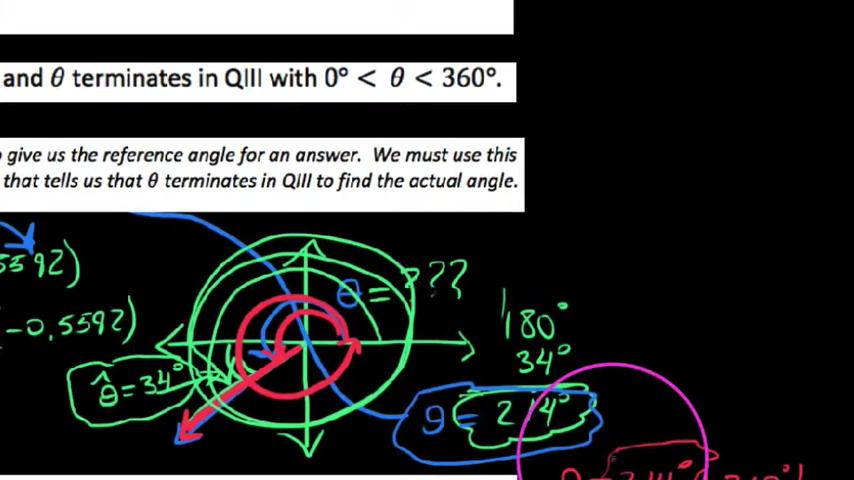 and θ terminates in QIII with 0° < θ < 360°.
give us the reference angle for an answer. We must use this
that tells us that θ terminates in QIII to find the actual angle.
5592)
-0.5592)
θ = ???
180°
34°
θ̂ = 34°
θ = 214°